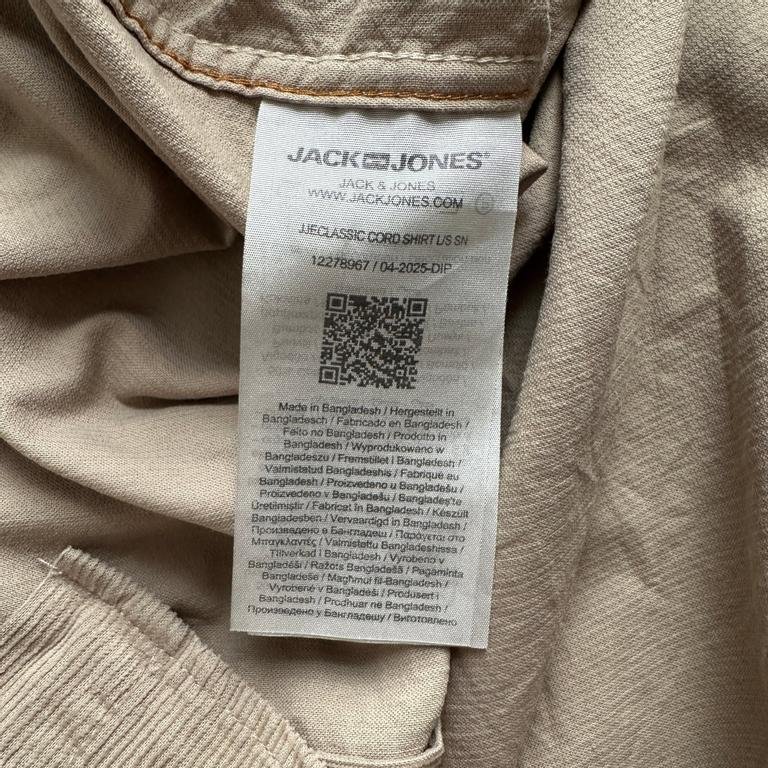 JACK JONES®
JACK & JONES
WWW.JACKJONES.COM
JJECLASSIC CORD SHIRT L/S SN
12278967 / 04-2025-DIP
Made in Bangladesh / Hergestellt in
Bangladesch / Fabricado en Bangladesh /
Feito no Bangladesh / Prodotto in
Bangladesh / Wyprodukowano w
Bangladeszu / Fremstillet i Bangladesh /
Valmistatud Bangladeshis / Fabriqué au
Bangladesh / Proizvedeno u Bangladešu /
Proizvedeno v Bangladešu / Bangladeş'te
Üretilmiştir / Fabricat în Bangladesh / Készült
Bangladesben / Vervaardigd in Bangladesh /
Произведено в Бангладеш / Παράγεται στο
Μπαγκλαντές / Valmistettu Bangladeshissa /
Tillverkad i Bangladesh / Vyrobeno v
Bangladéši / Ražots Bangladešā / Pagaminta
Bangladeše / Magħmul fil-Bangladesh /
Vyrobené v Bangladéši / Produsert i
Bangladesh / Prodhuar në Bangladesh /
Произведено у Бангладешу / Виготовлено